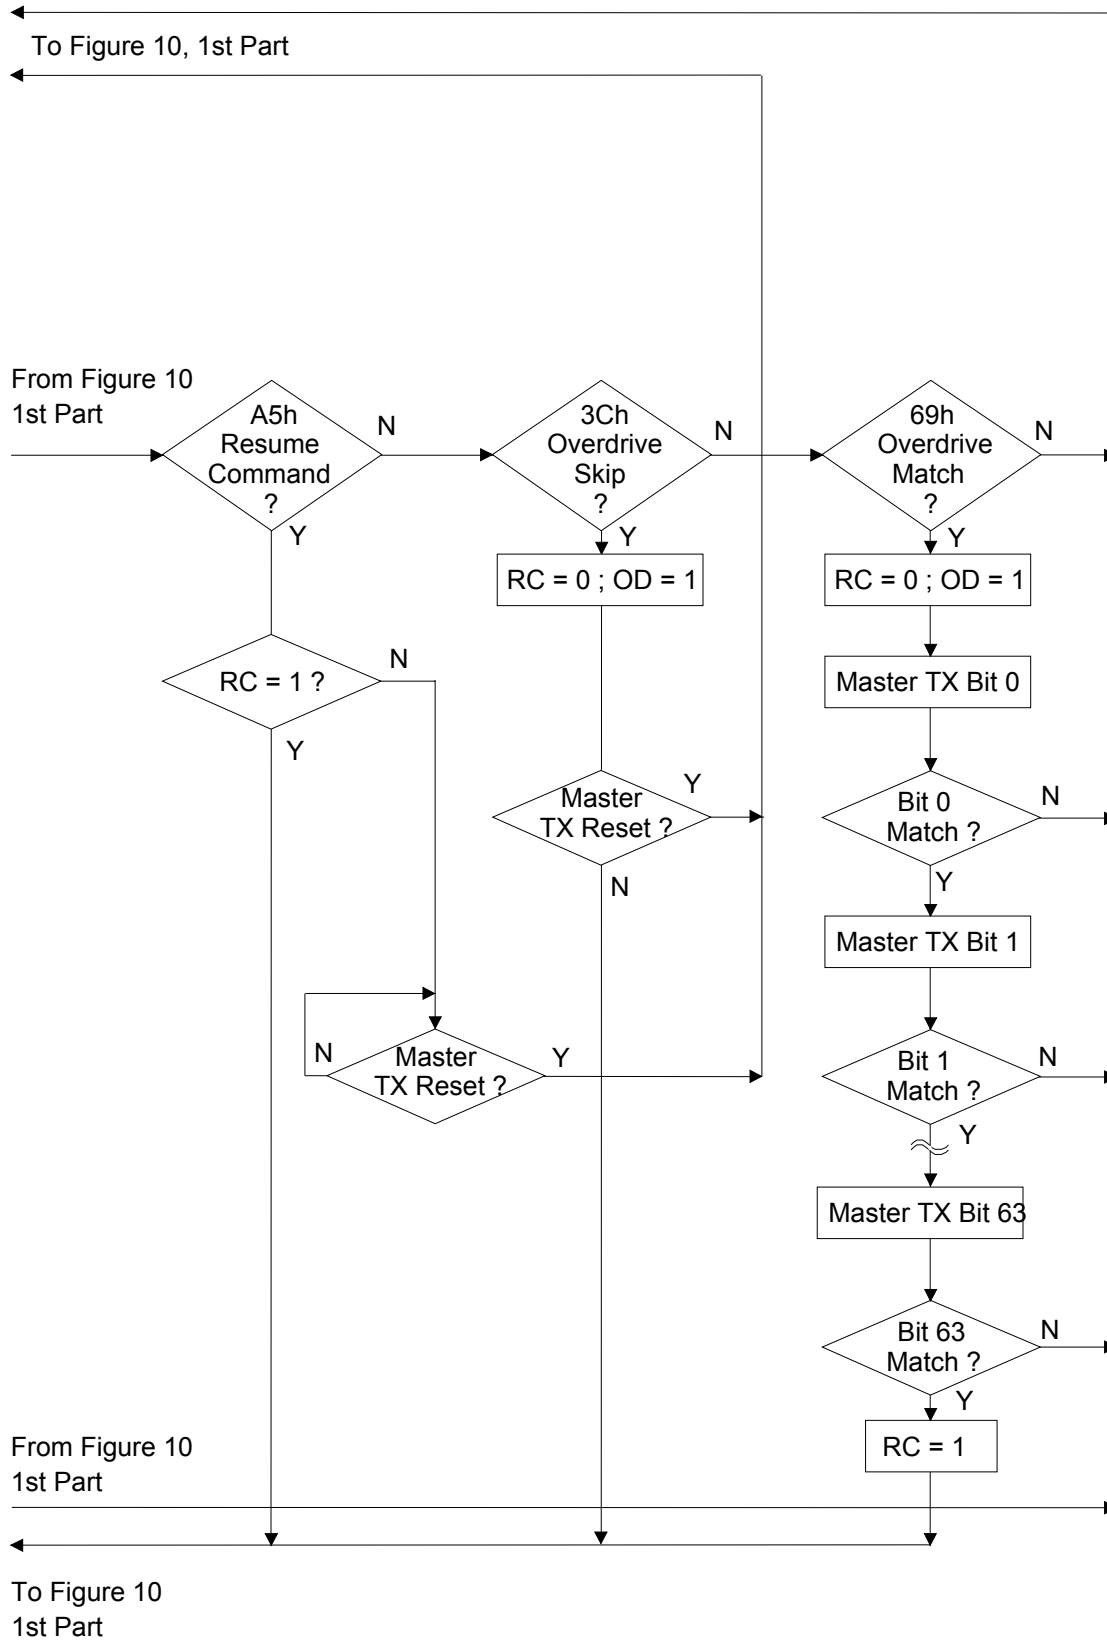 To Figure 10, 1st Part
From Figure 10
1st Part
A5h
Resume
Command
?
N
Y
3Ch
Overdrive
Skip
?
N
Y
69h
Overdrive
Match
?
N
Y
RC = 0 ; OD = 1
RC = 0 ; OD = 1
RC = 1 ?
N
Y
Master TX Bit 0
Master
TX Reset ?
Y
N
Bit 0
Match ?
N
Y
Master TX Bit 1
Master
TX Reset ?
N
Y
Bit 1
Match ?
N
Y
Master TX Bit 63
Bit 63
Match ?
N
Y
RC = 1
From Figure 10
1st Part
To Figure 10
1st Part